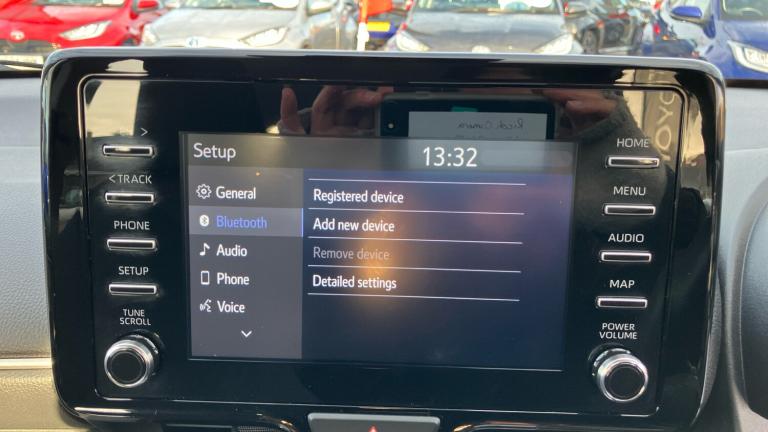 Setup
13:32
General
Bluetooth
Audio
Phone
Voice
Registered device
Add new device
Remove device
Detailed settings
>
< TRACK
PHONE
SETUP
TUNE
SCROLL
HOME
MENU
AUDIO
MAP
POWER
VOLUME